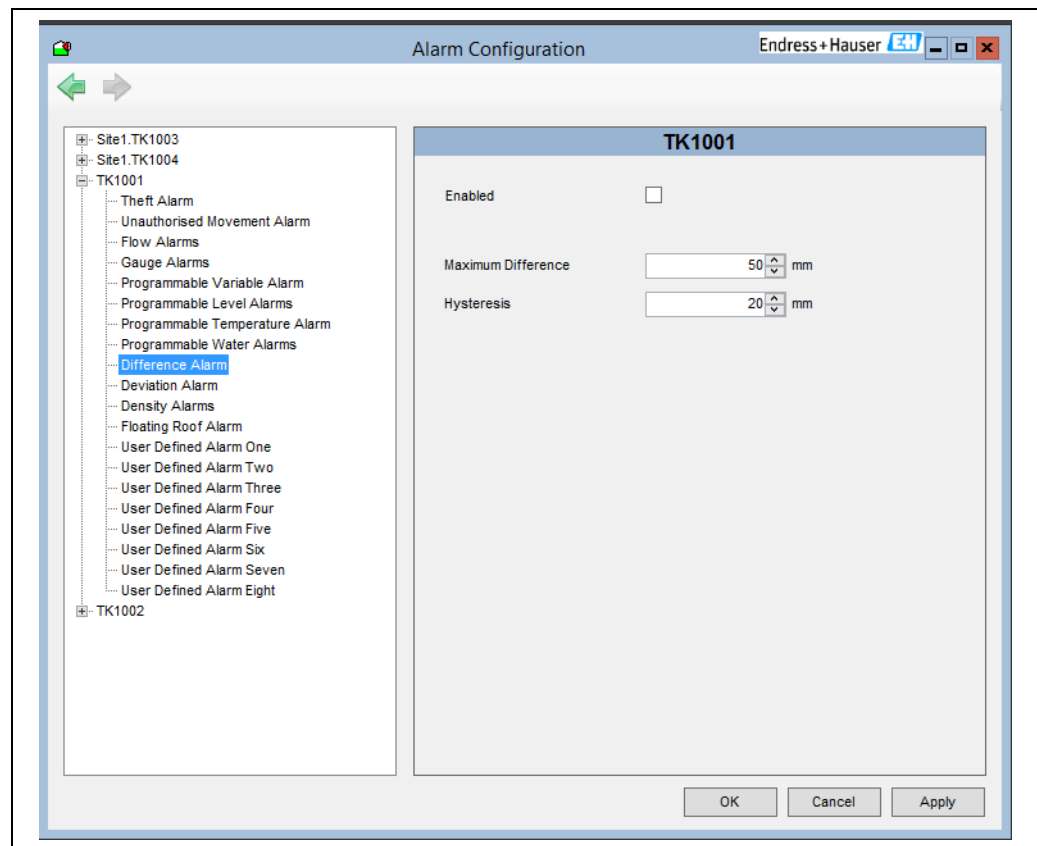 Alarm Configuration
Endress+Hauser EH
Site1.TK1003
Site1.TK1004
TK1001
Theft Alarm
Unauthorised Movement Alarm
Flow Alarms
Gauge Alarms
Programmable Variable Alarm
Programmable Level Alarms
Programmable Temperature Alarm
Programmable Water Alarms
Difference Alarm
Deviation Alarm
Density Alarms
Floating Roof Alarm
User Defined Alarm One
User Defined Alarm Two
User Defined Alarm Three
User Defined Alarm Four
User Defined Alarm Five
User Defined Alarm Six
User Defined Alarm Seven
User Defined Alarm Eight
TK1002
TK1001
Enabled
Maximum Difference 50 mm
Hysteresis 20 mm
OK Cancel Apply